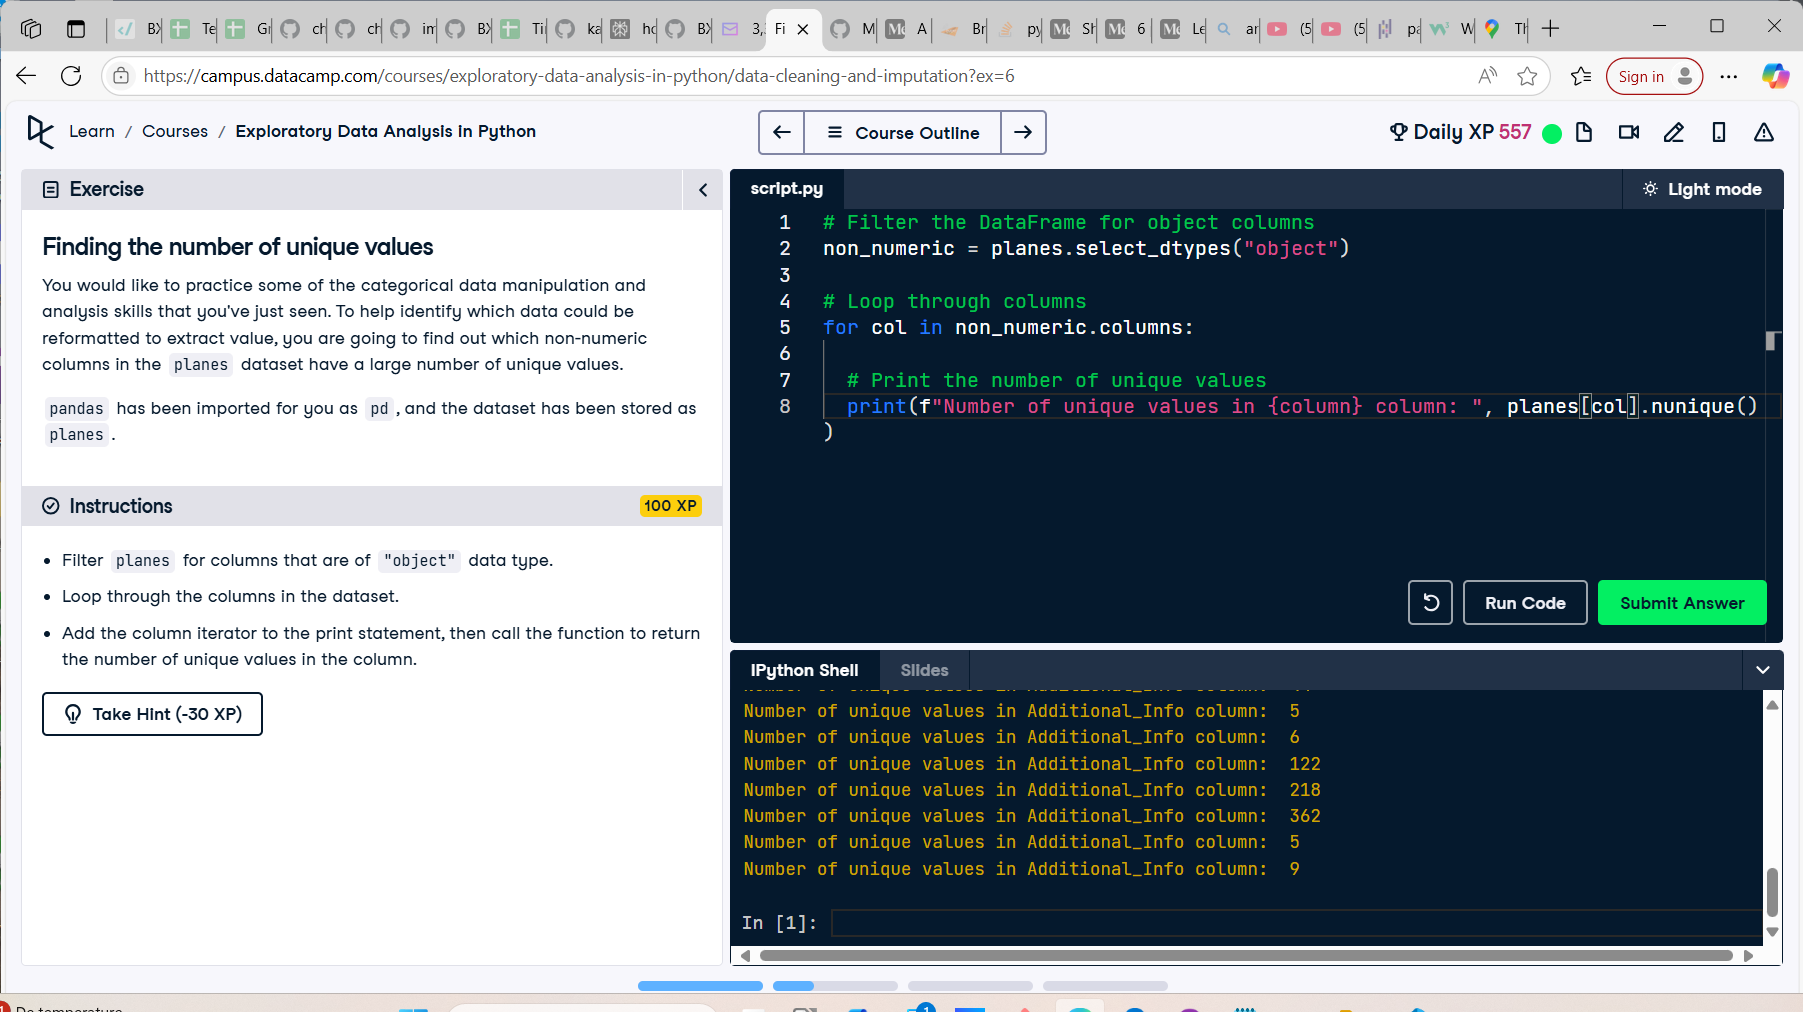 BX
Te
Gr
ch
ch
im
BX
Tii
ka
ho
BX
3,
Fi
M
A
Br
py
Sh
6
Le
ar
(5
(5
pa
W
Th
https://campus.datacamp.com/courses/exploratory-data-analysis-in-python/data-cleaning-and-imputation?ex=6
Sign in
Learn / Courses / Exploratory Data Analysis in Python
Course Outline
Daily XP 557
Exercise
Finding the number of unique values
You would like to practice some of the categorical data manipulation and
analysis skills that you've just seen. To help identify which data could be
reformatted to extract value, you are going to find out which non-numeric
columns in the planes dataset have a large number of unique values.
pandas has been imported for you as pd , and the dataset has been stored as
planes .
Instructions
100 XP
Filter planes for columns that are of "object" data type.
Loop through the columns in the dataset.
Add the column iterator to the print statement, then call the function to return
the number of unique values in the column.
Take Hint (-30 XP)
script.py
Light mode
1 # Filter the DataFrame for object columns
2 non_numeric = planes.select_dtypes("object")
3
4 # Loop through columns
5 for col in non_numeric.columns:
6
7 # Print the number of unique values
8 print(f"Number of unique values in {column} column: ", planes[col].nunique()
)
Run Code
Submit Answer
IPython Shell
Slides
Number of unique values in Additional_Info column: 5
Number of unique values in Additional_Info column: 6
Number of unique values in Additional_Info column: 122
Number of unique values in Additional_Info column: 218
Number of unique values in Additional_Info column: 362
Number of unique values in Additional_Info column: 5
Number of unique values in Additional_Info column: 9
In [1]:
1